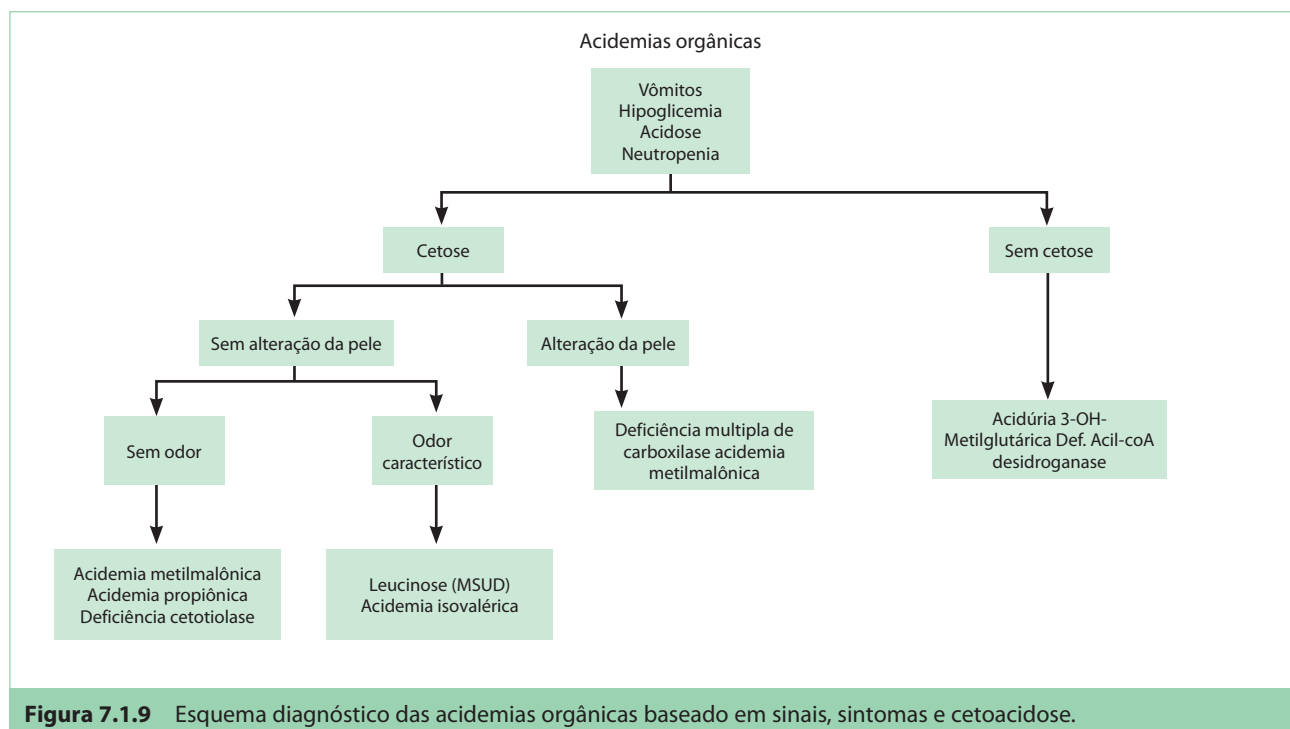 Acidemias orgânicas
Vômitos
Hipoglicemia
Acidose
Neutropenia
Cetose
Sem cetose
Sem alteração da pele
Alteração da pele
Sem odor
Odor
característico
Deficiência multipla de
carboxilase acidemia
metilmalônica
Acidúria 3-OH-
Metilglutárica Def. Acil-coA
desidroganase
Acidemia metilmalônica
Acidemia propiônica
Deficiência cetotiolase
Leucinose (MSUD)
Acidemia isovalérica
Figura 7.1.9 Esquema diagnóstico das acidemias orgânicas baseado em sinais, sintomas e cetoacidose.